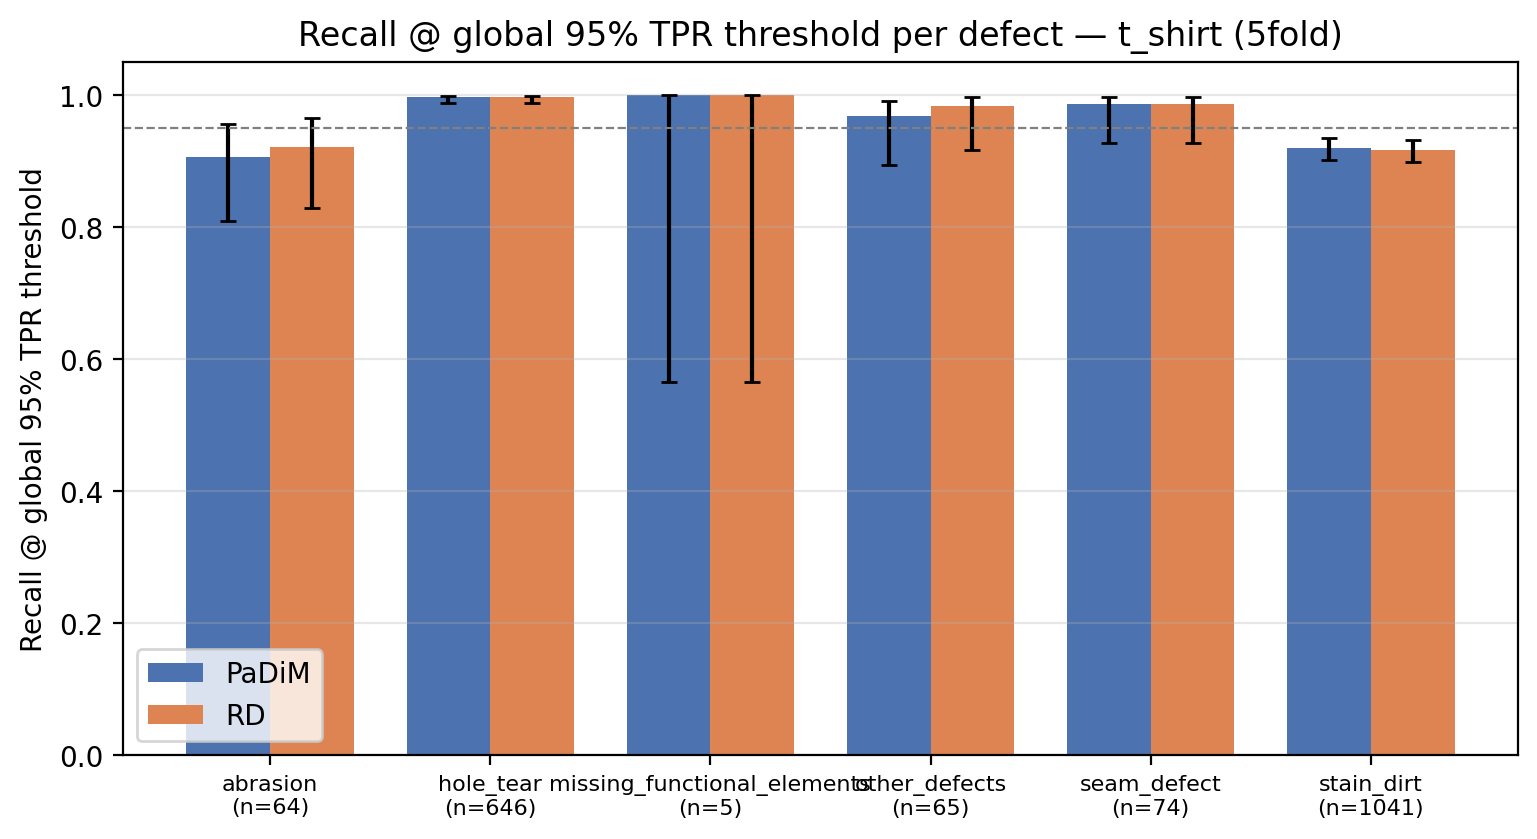 Recall @ global 95% TPR threshold per defect — t_shirt (5fold)
Recall @ global 95% TPR threshold
1.0
0.8
0.6
0.4
0.2
0.0
PaDiM
RD
abrasion
(n=64)
hole_tear
(n=646)
missing_functional_elements
(n=5)
other_defects
(n=65)
seam_defect
(n=74)
stain_dirt
(n=1041)